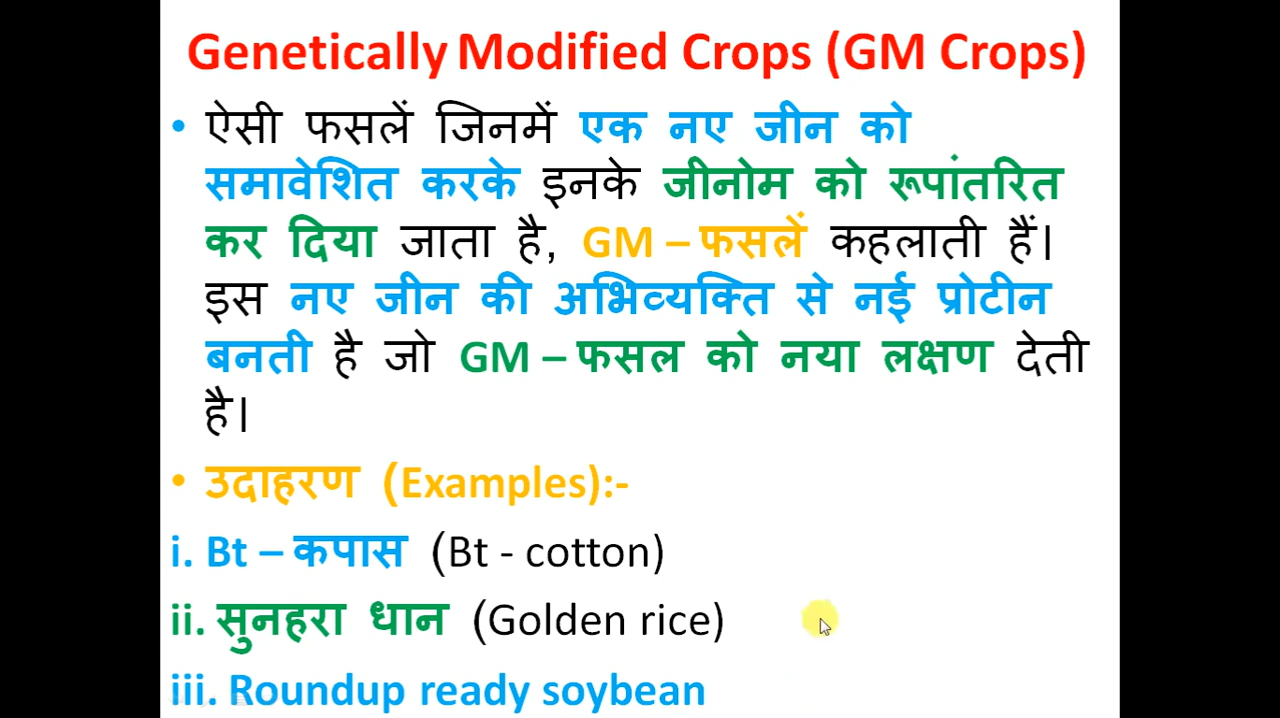 Genetically Modified Crops (GM Crops)
• ऐसी फसलें जिनमें एक नए जीन को
समावेशित करके इनके जीनोम को रूपांतरित
कर दिया जाता है, GM – फसलें कहलाती हैं।
इस नए जीन की अभिव्यक्ति से नई प्रोटीन
बनती है जो GM – फसल को नया लक्षण देती
है।
• उदाहरण (Examples):-
i. Bt – कपास (Bt - cotton)
ii. सुनहरा धान (Golden rice)
iii. Roundup ready soybean